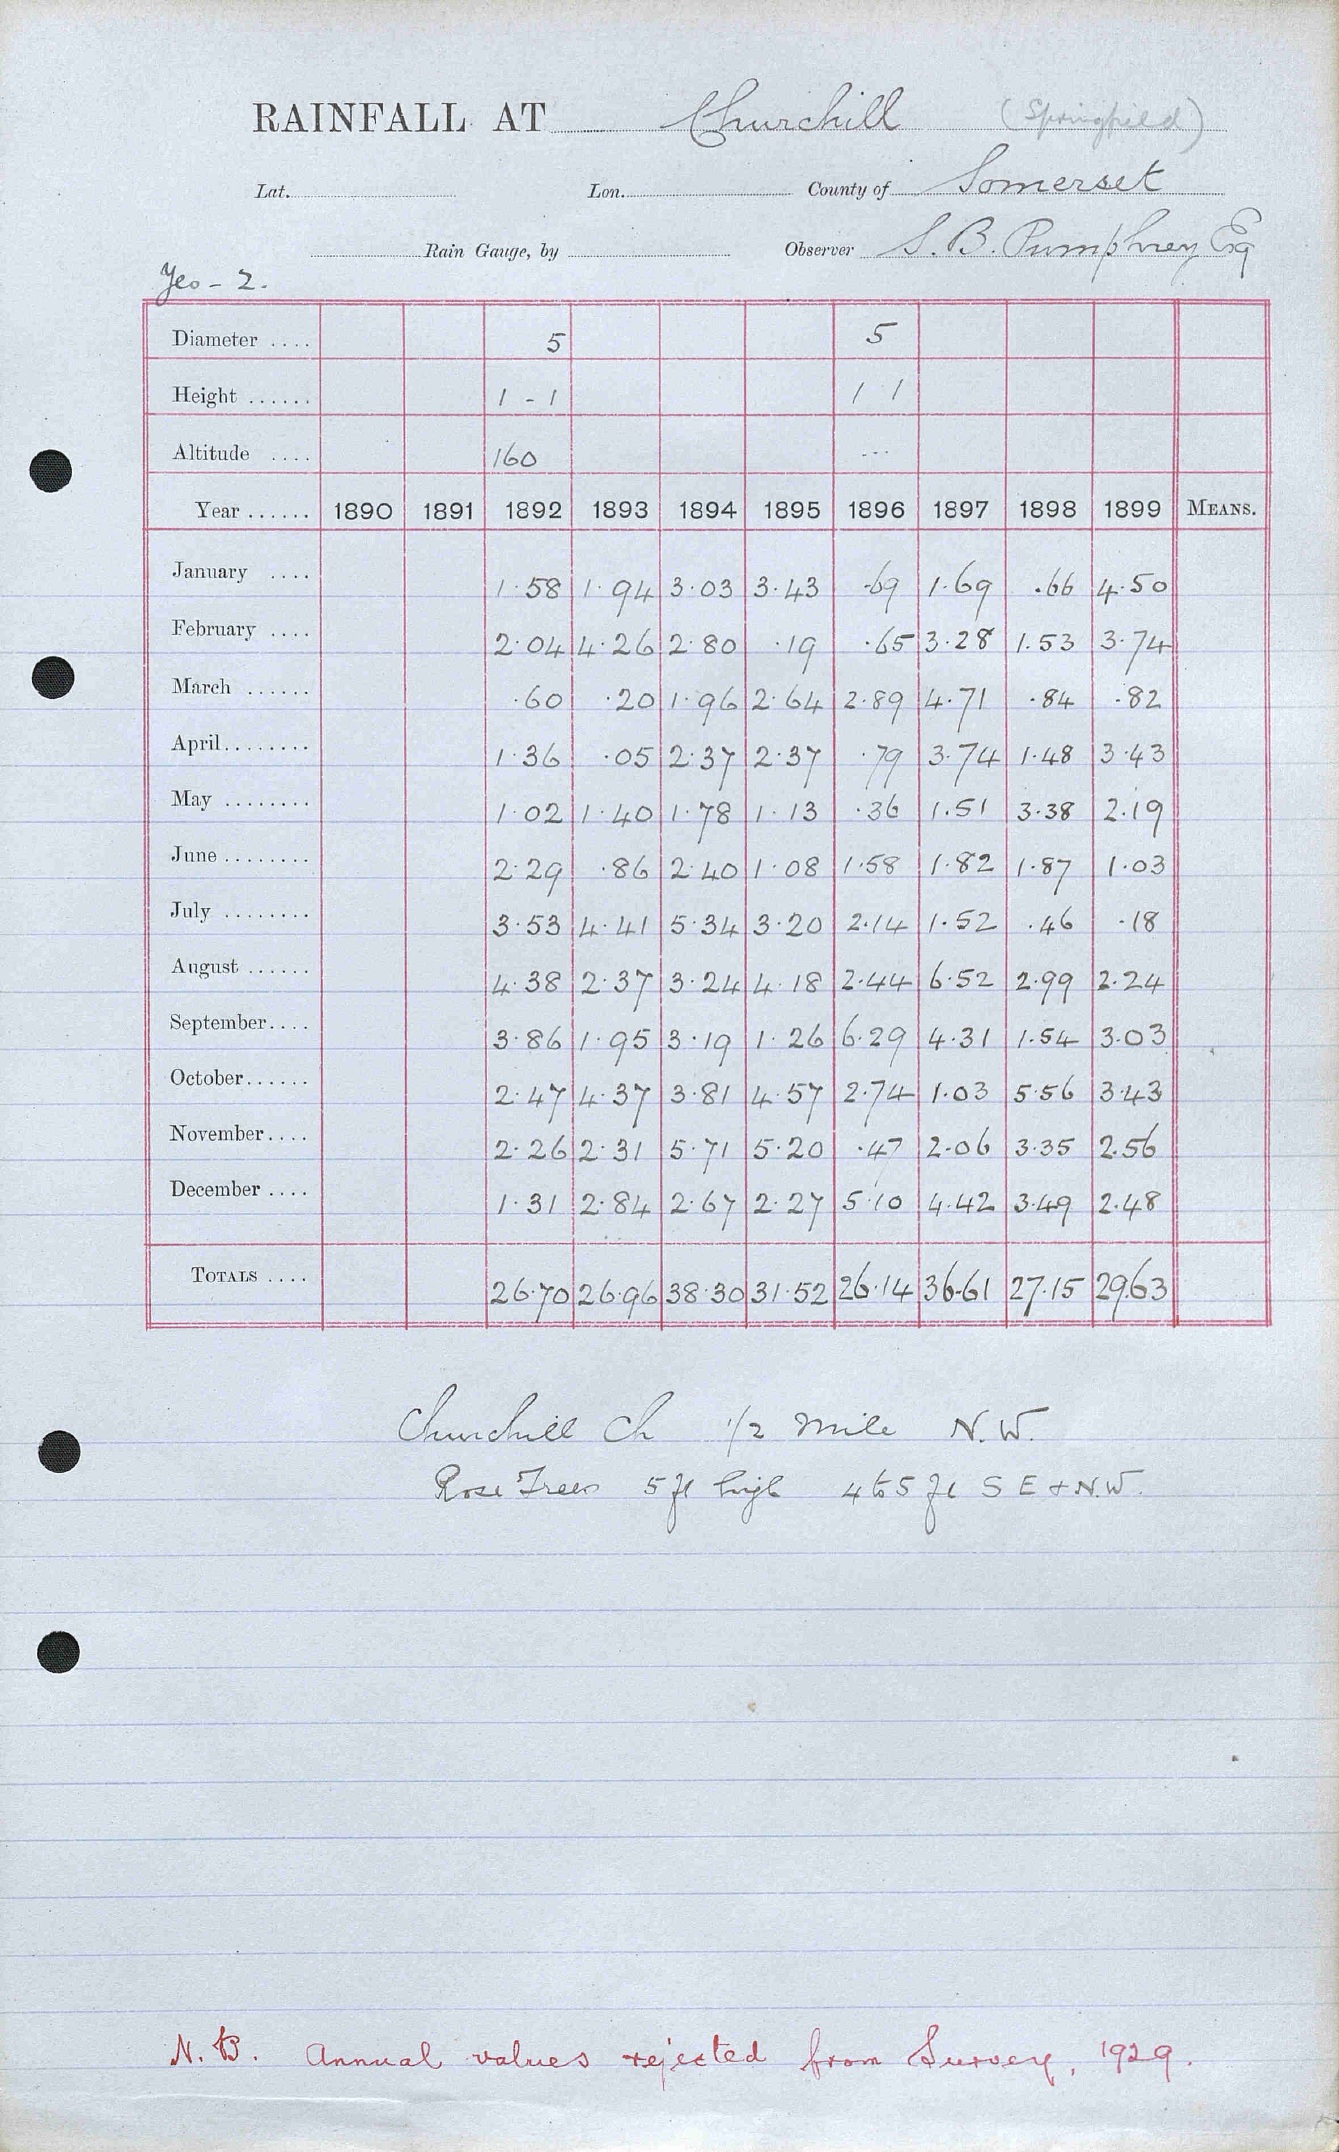 RAINFALL AT Churchill (Springfield)
Lat. Lon. County of Somerset
Rain Gauge, by Observer S. B. Pumphrey Esq
Yeo - 2.
Diameter .... 5 5
Height ...... 1 - 1 1 1
Altitude .... 160 ...
Year ...... 1890 1891 1892 1893 1894 1895 1896 1897 1898 1899 MEANS.
January .... 1.58 1.94 3.03 3.43 .69 1.69 .66 4.50
February .... 2.04 4.26 2.80 .19 .65 3.28 1.53 3.74
March ...... .60 .20 1.96 2.64 2.89 4.71 .84 .82
April........ 1.36 .05 2.37 2.37 .79 3.74 1.48 3.43
May ........ 1.02 1.40 1.78 1.13 .36 1.51 3.38 2.19
June ........ 2.29 .86 2.40 1.08 1.58 1.82 1.87 1.03
July ........ 3.53 4.41 5.34 3.20 2.14 1.52 .46 .18
August ...... 4.38 2.37 3.24 4.18 2.44 6.52 2.99 2.24
September.... 3.86 1.95 3.19 1.26 6.29 4.31 1.54 3.03
October...... 2.47 4.37 3.81 4.57 2.74 1.03 5.56 3.43
November.... 2.26 2.31 5.71 5.20 .47 2.06 3.35 2.56
December .... 1.31 2.84 2.67 2.27 5.10 4.42 3.49 2.48
TOTALS .... 26.70 26.96 38.30 31.52 26.14 36.61 27.15 29.63
Churchill Ch 1/2 Mile N.W.
Rose Trees 5 ft high 4 to 5 ft S E + N.W.
N. B. Annual values rejected from Survey, 1929.